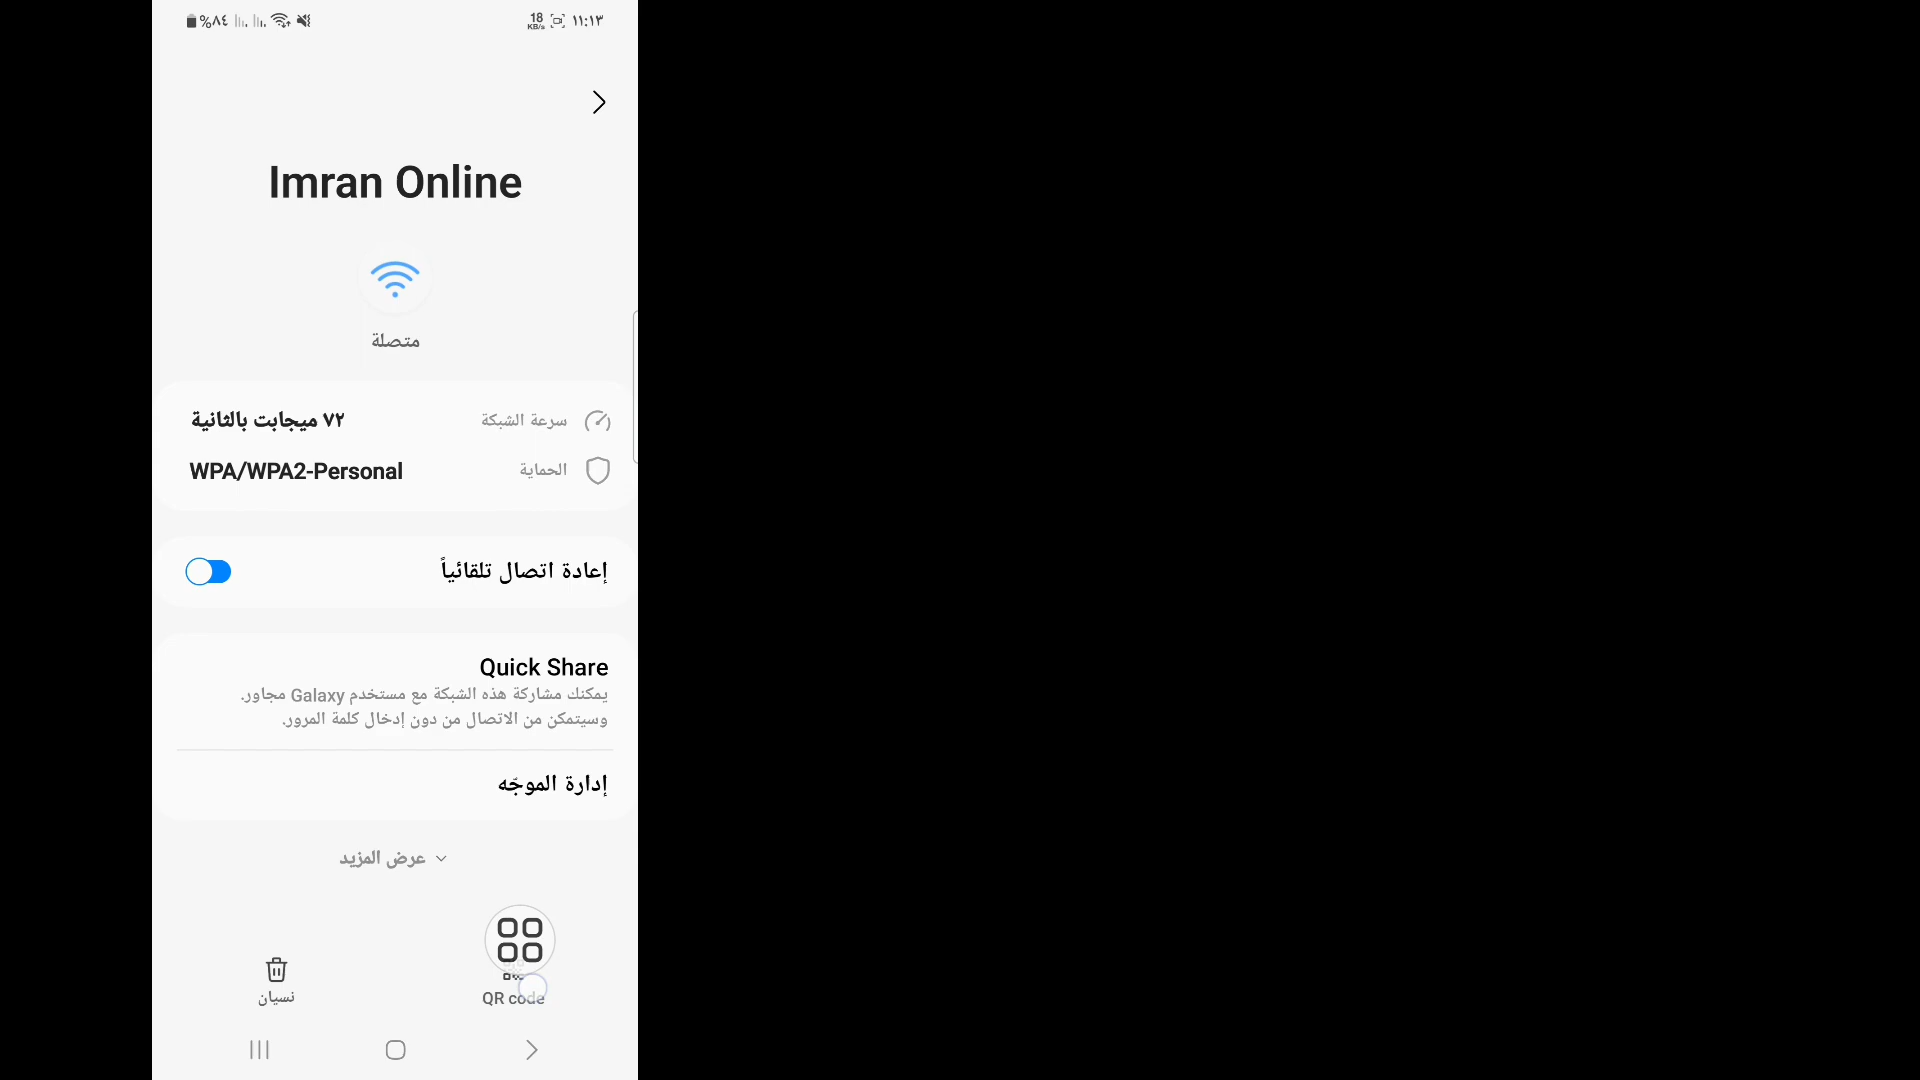 ١١:١٣
18
KB/s
%٨٤
Imran Online
متصلة
سرعة الشبكة
٧٢ ميجابت بالثانية
الحماية
WPA/WPA2-Personal
إعادة اتصال تلقائياً
Quick Share
يمكنك مشاركة هذه الشبكة مع مستخدم Galaxy مجاور.
وسيتمكن من الاتصال من دون إدخال كلمة المرور.
إدارة الموجّه
عرض المزيد
QR code
نسيان